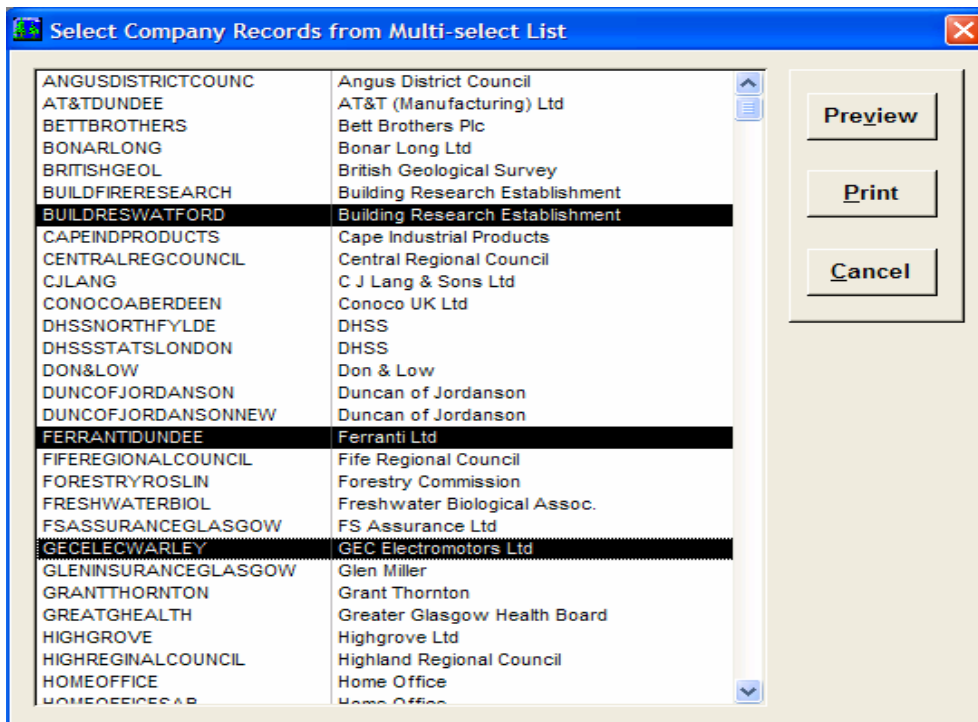 Select Company Records from Multi-select List
ANGUSDISTRICTCOUNC Angus District Council
AT&TDUNDEE AT&T (Manufacturing) Ltd
BETTBROTHERS Bett Brothers Plc
BONARLONG Bonar Long Ltd
BRITISHGEOL British Geological Survey
BUILDFIRERESEARCH Building Research Establishment
BUILDRESWATFORD Building Research Establishment
CAPEINDPRODUCTS Cape Industrial Products
CENTRALREGCOUNCIL Central Regional Council
CJLANG C J Lang & Sons Ltd
CONOCOABERDEEN Conoco UK Ltd
DHSSNORTHFYLDE DHSS
DHSSSTATSLONDON DHSS
DON&LOW Don & Low
DUNCOFJORDANSON Duncan of Jordanson
DUNCOFJORDANSONNEW Duncan of Jordanson
FERRANTIDUNDEE Ferranti Ltd
FIFEREGIONALCOUNCIL Fife Regional Council
FORESTRYROSLIN Forestry Commission
FRESHWATERBIOL Freshwater Biological Assoc.
FSASSURANCEGLASGOW FS Assurance Ltd
GECELECWARLEY GEC Electromotors Ltd
GLENINSURANCEGLASGOW Glen Miller
GRANTTHORNTON Grant Thornton
GREATGHEALTH Greater Glasgow Health Board
HIGHGROVE Highgrove Ltd
HIGHREGINALCOUNCIL Highland Regional Council
HOMEOFFICE Home Office
HOMEOFFICESAB Home Office
Preview
Print
Cancel